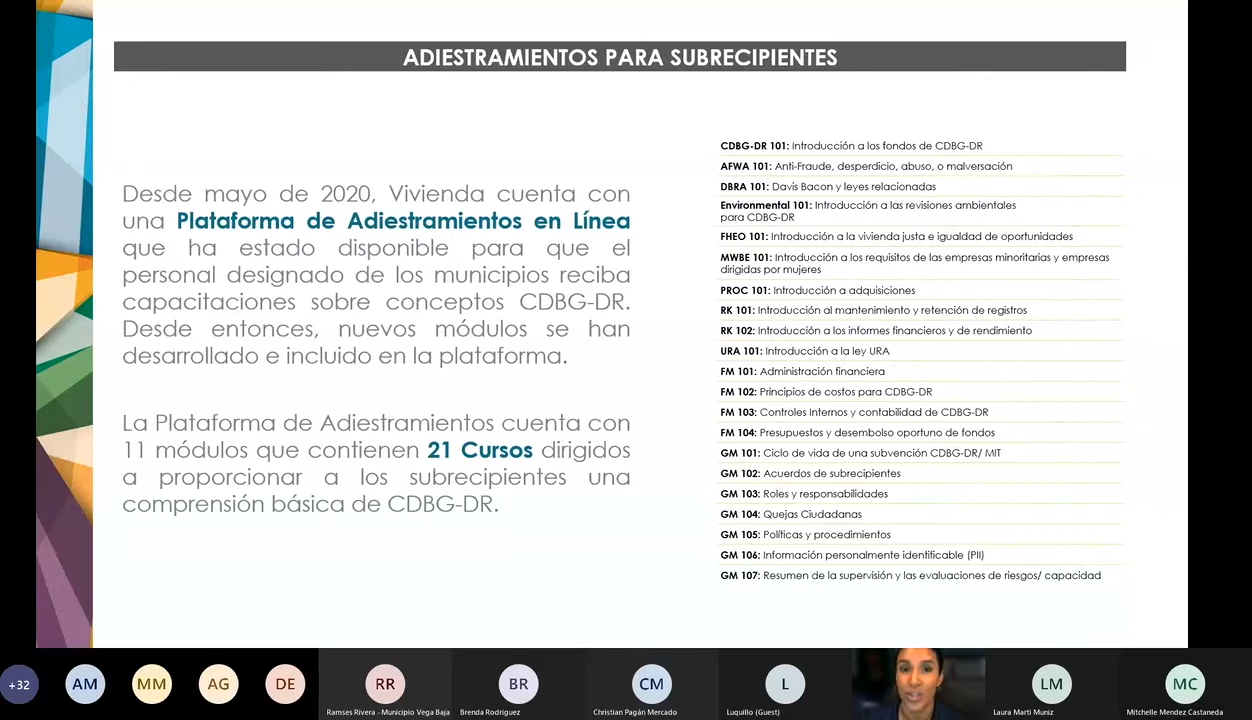 ADIESTRAMIENTOS PARA SUBRECIPIENTES
Desde mayo de 2020, Vivienda cuenta con
una Plataforma de Adiestramientos en Línea
que ha estado disponible para que el
personal designado de los municipios reciba
capacitaciones sobre conceptos CDBG-DR.
Desde entonces, nuevos módulos se han
desarrollado e incluido en la plataforma.
La Plataforma de Adiestramientos cuenta con
11 módulos que contienen 21 Cursos dirigidos
a proporcionar a los subrecipientes una
comprensión básica de CDBG-DR.
CDBG-DR 101: Introducción a los fondos de CDBG-DR
AFWA 101: Anti-Fraude, desperdicio, abuso, o malversación
DBRA 101: Davis Bacon y leyes relacionadas
Environmental 101: Introducción a las revisiones ambientales
para CDBG-DR
FHEO 101: Introducción a la vivienda justa e igualdad de oportunidades
MWBE 101: Introducción a los requisitos de las empresas minoritarias y empresas
dirigidas por mujeres
PROC 101: Introducción a adquisiciones
RK 101: Introducción al mantenimiento y retención de registros
RK 102: Introducción a los informes financieros y de rendimiento
URA 101: Introducción a la ley URA
FM 101: Administración financiera
FM 102: Principios de costos para CDBG-DR
FM 103: Controles Internos y contabilidad de CDBG-DR
FM 104: Presupuestos y desembolso oportuno de fondos
GM 101: Ciclo de vida de una subvención CDBG-DR/ MIT
GM 102: Acuerdos de subrecipientes
GM 103: Roles y responsabilidades
GM 104: Quejas Ciudadanas
GM 105: Políticas y procedimientos
GM 106: Información personalmente identificable (PII)
GM 107: Resumen de la supervisión y las evaluaciones de riesgos/ capacidad
+32
AM
MM
AG
DE
RR
BR
CM
L
LM
MC
Ramses Rivera - Municipio Vega Baja
Brenda Rodriguez
Christian Pagán Mercado
Luquillo (Guest)
Laura Marti Muniz
Mitchelle Mendez Castaneda